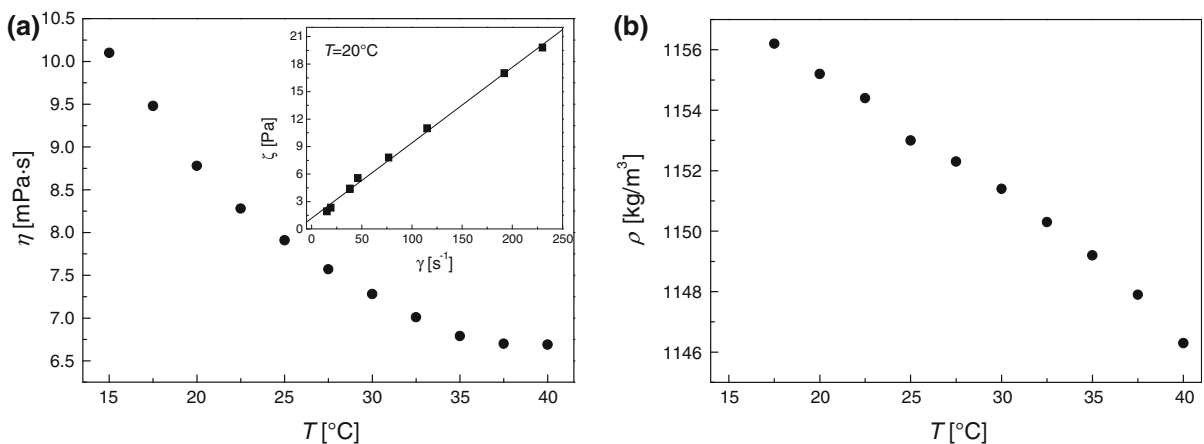 (a)
10.5
10.0
9.5
9.0
8.5
8.0
7.5
7.0
6.5
η [mPa·s]
15 20 25 30 35 40
T [°C]
T=20°C
21
18
15
12
9
6
3
0
ζ [Pa]
0 50 100 150 200 250
γ [s⁻¹]
(b)
1156
1154
1152
1150
1148
1146
ρ [kg/m³]
15 20 25 30 35 40
T [°C]